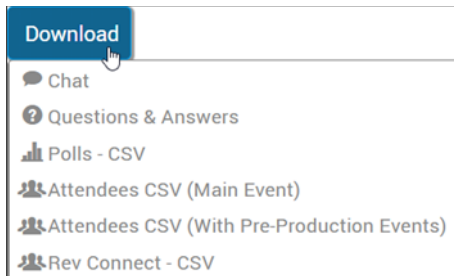 Download
Chat
Questions & Answers
Polls - CSV
Attendees CSV (Main Event)
Attendees CSV (With Pre-Production Events)
Rev Connect - CSV